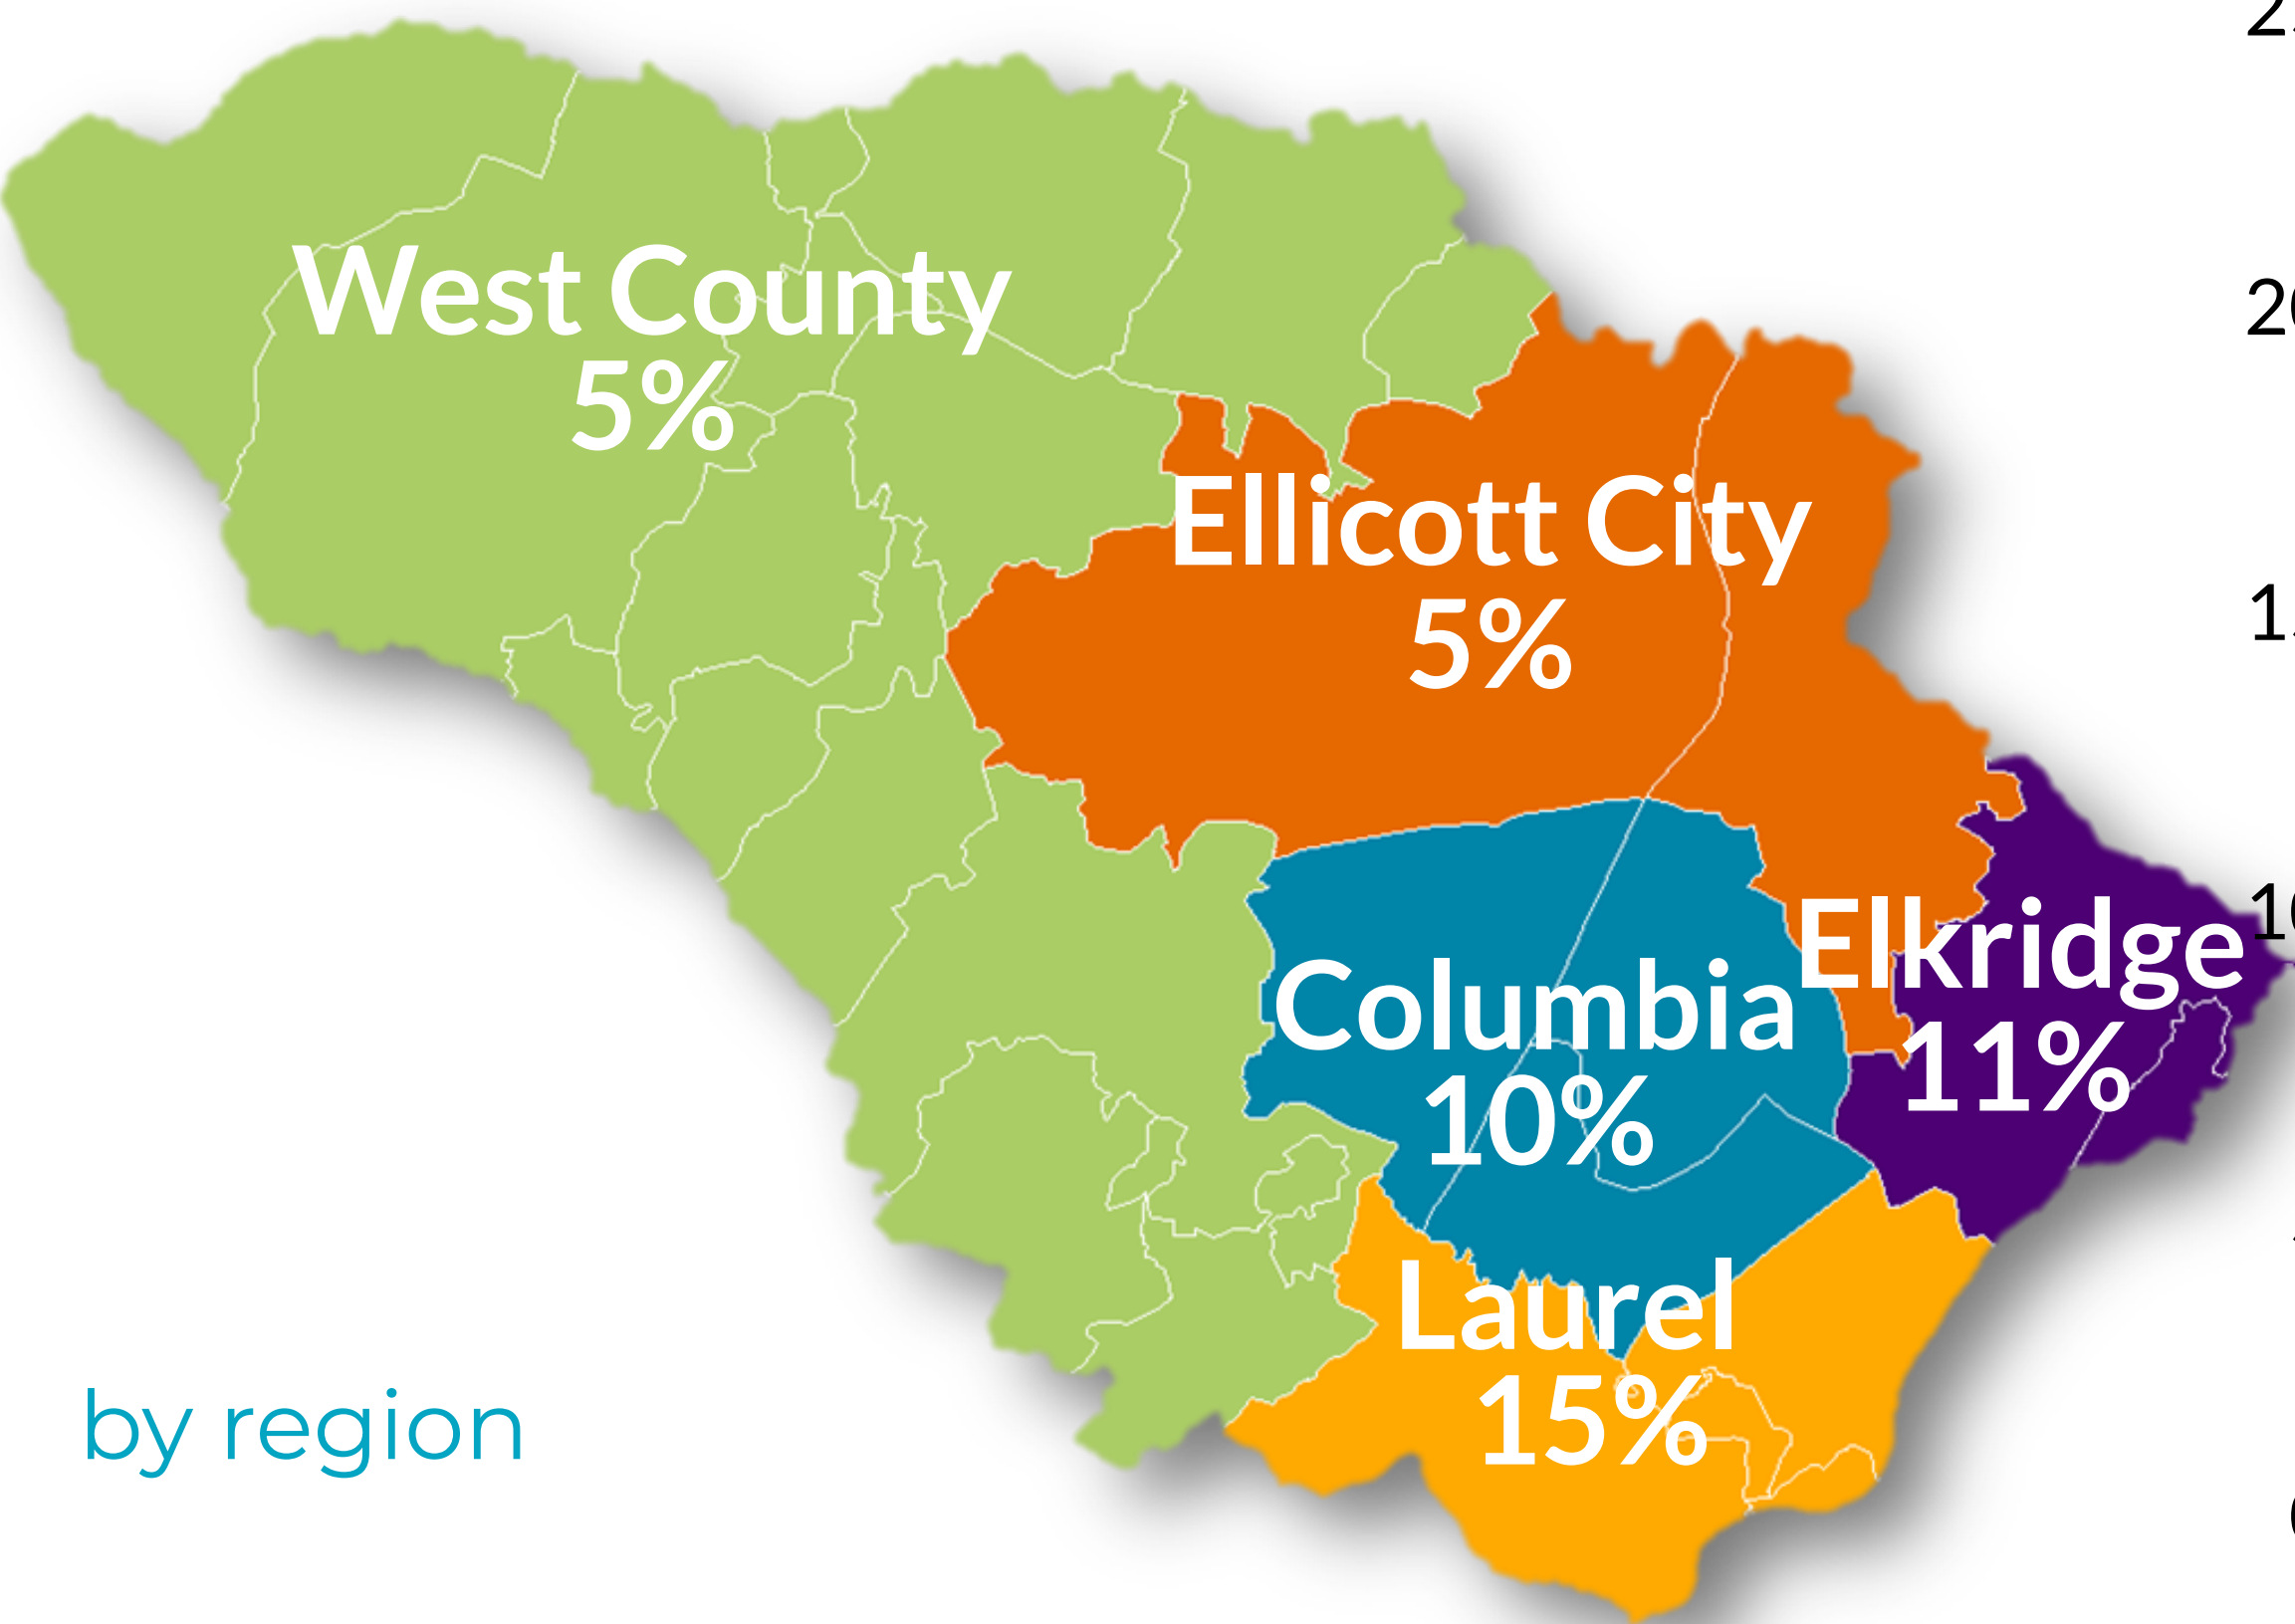 West County
5%
Ellicott City
5%
Elkridge
11%
Columbia
10%
Laurel
15%
by region